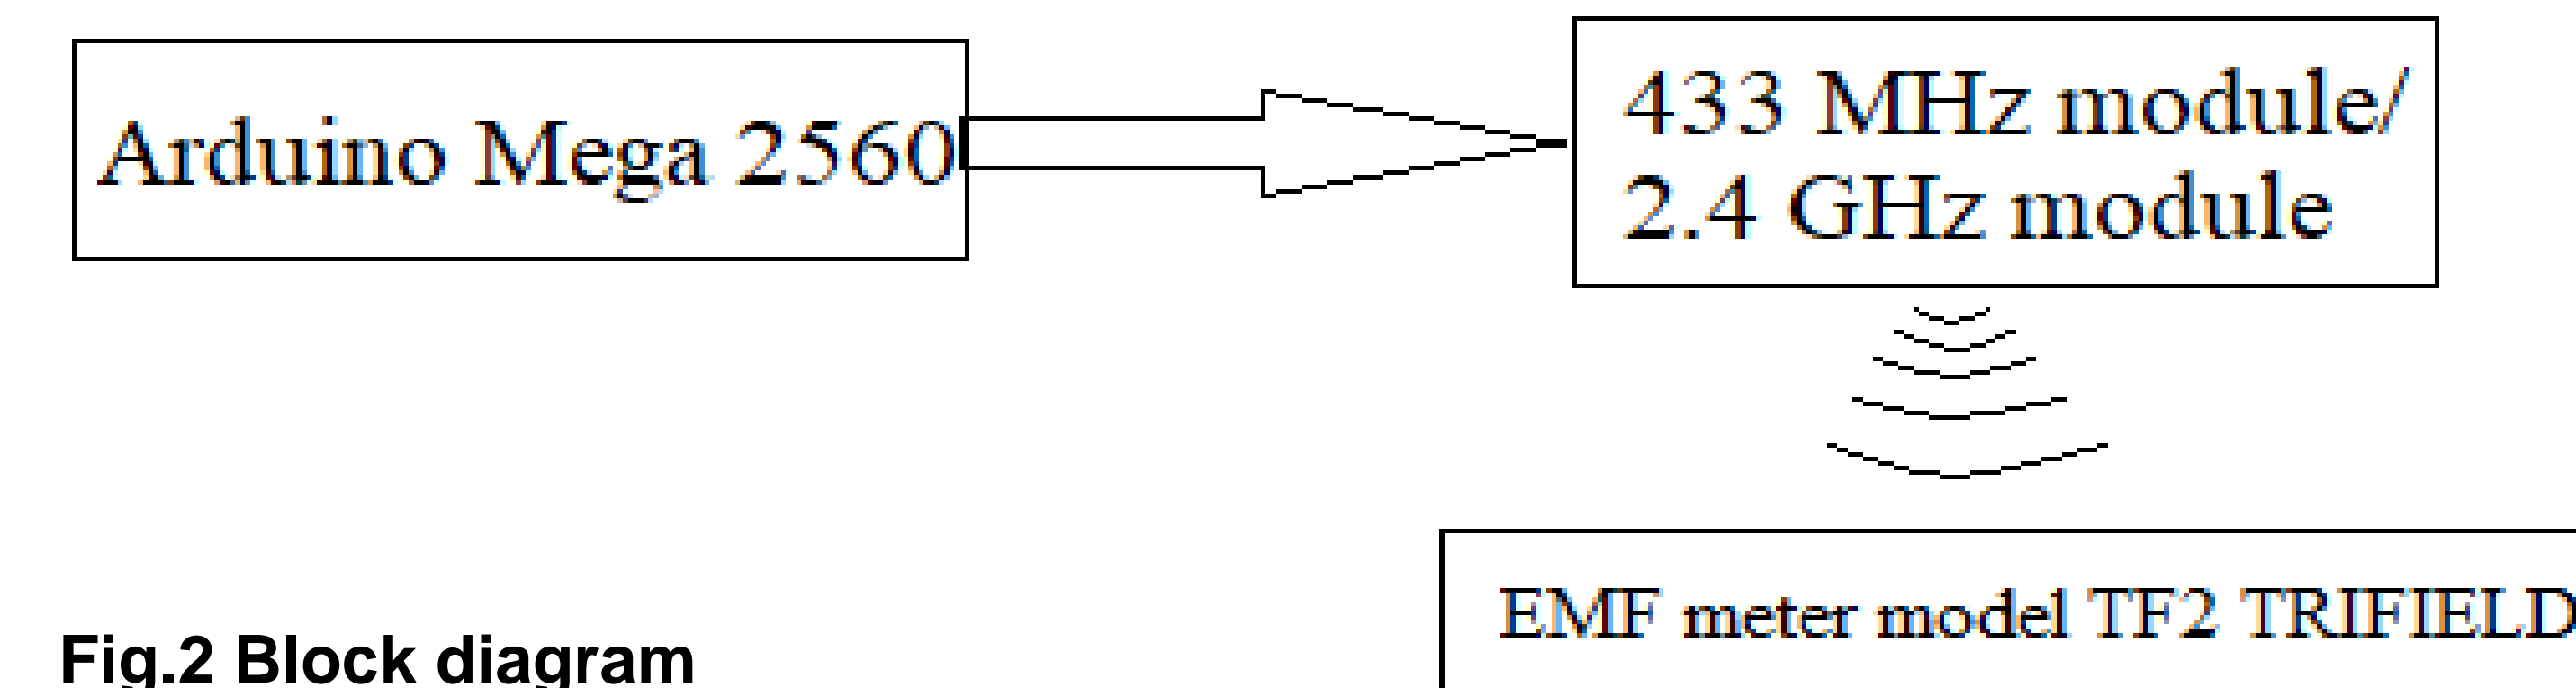 Arduino Mega 2560
433 MHz module/
2.4 GHz module
EMF meter model TF2 TRIFIELD
Fig.2 Block diagram